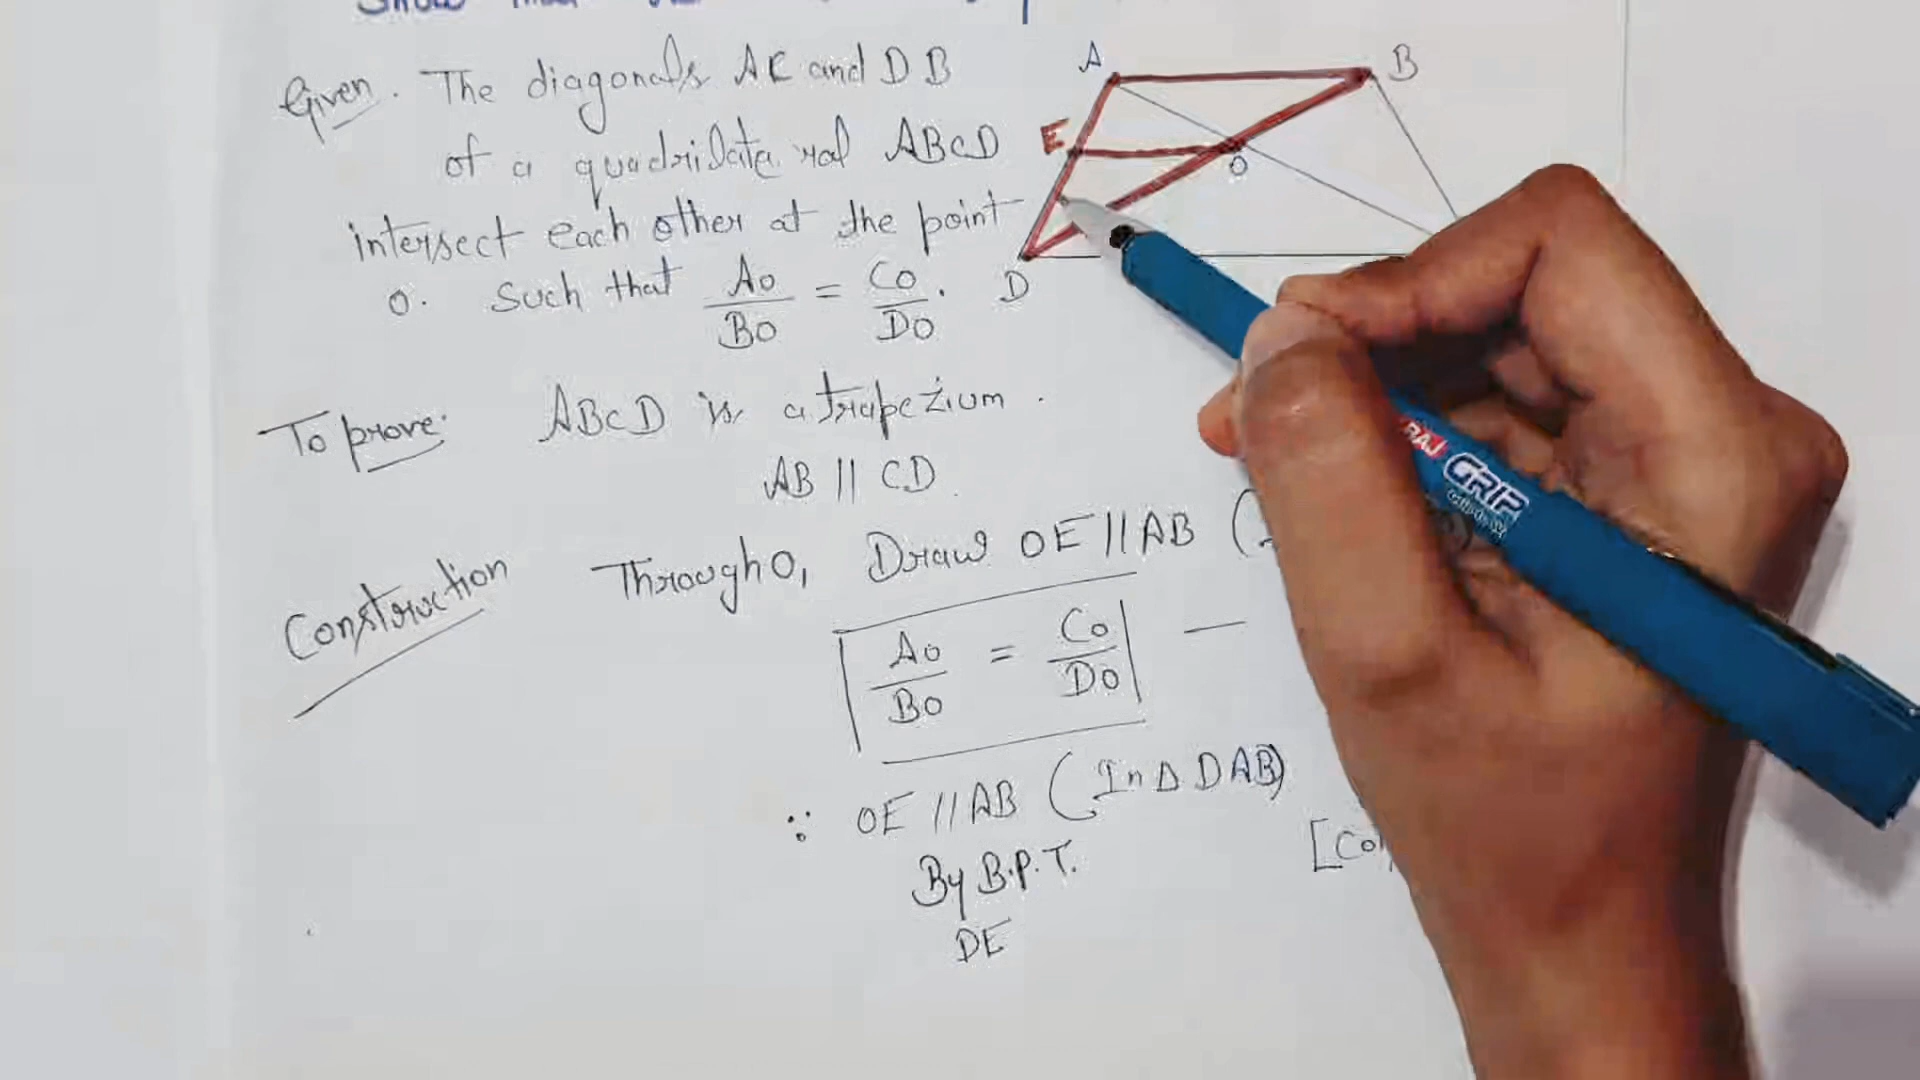 Given. The diagonals AC and DB
of a quadrilateral ABCD
intersect each other at the point
O. Such that AO/BO = CO/DO.
To prove: ABCD is a trapezium.
AB || CD.
Construction Through O, Draw OE || AB (
AO/BO = CO/DO —
∵ OE || AB (In Δ DAB)
By B.P.T.
DE
A
B
E
O
D
RAJ
GRIP